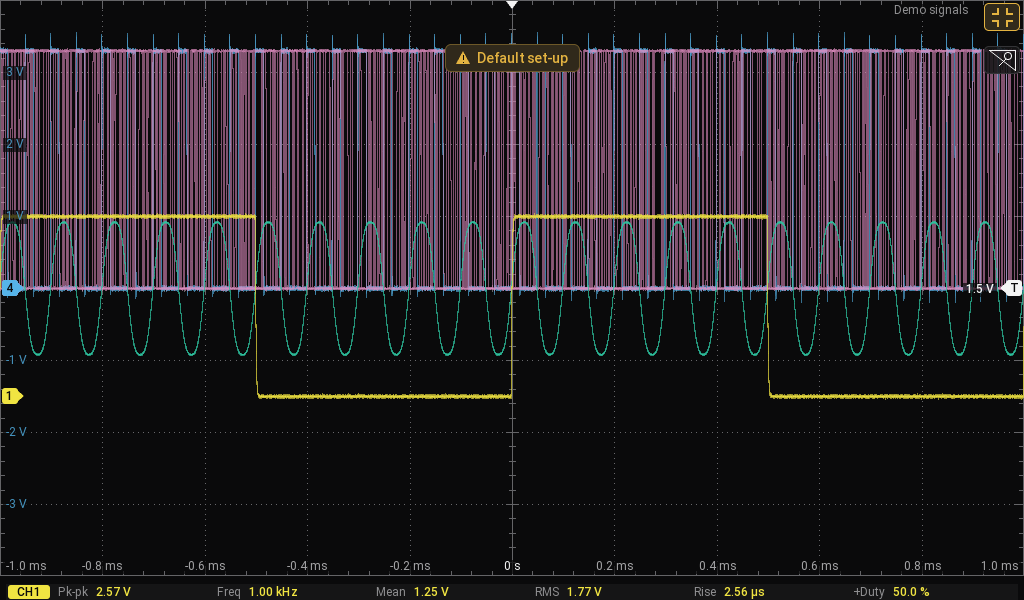 Demo signals
Default set-up
3 V
2 V
1 V
4
1.5 V T
-1 V
1
-2 V
-3 V
-1.0 ms -0.8 ms -0.6 ms -0.4 ms -0.2 ms 0 s 0.2 ms 0.4 ms 0.6 ms 0.8 ms 1.0 ms
CH1 Pk-pk 2.57 V Freq 1.00 kHz Mean 1.25 V RMS 1.77 V Rise 2.56 µs +Duty 50.0 %